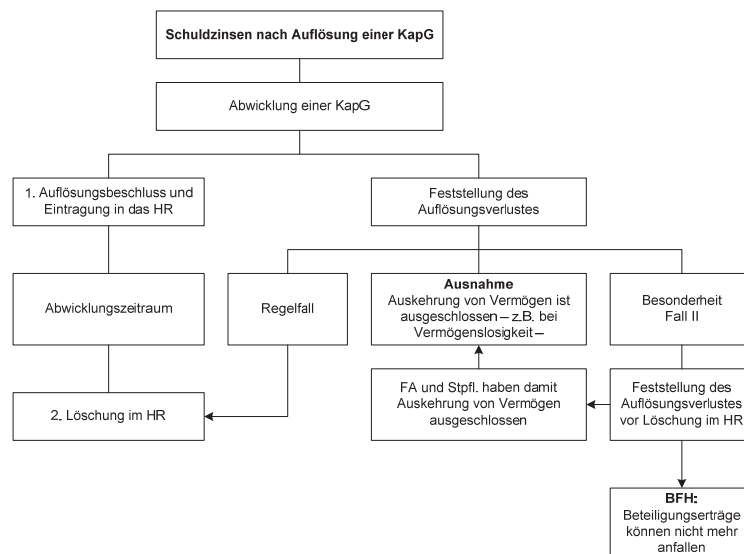 Schuldzinsen nach Auflösung einer KapG
Abwicklung einer KapG
1. Auflösungsbeschluss und
Eintragung in das HR
Feststellung des
Auflösungsverlustes
Abwicklungszeitraum
Regelfall
Ausnahme
Auskehrung von Vermögen ist
ausgeschlossen – z.B. bei
Vermögenslosigkeit –
Besonderheit
Fall II
2. Löschung im HR
FA und Stpfl. haben damit
Auskehrung von Vermögen
ausgeschlossen
Feststellung des
Auflösungsverlustes
vor Löschung im HR
BFH:
Beteiligungserträge
können nicht mehr
anfallen